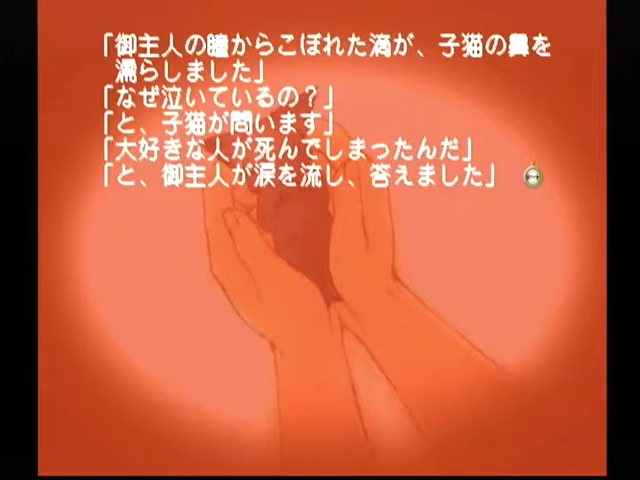 「御主人の瞳からこぼれた滴が、子猫の鼻を
濡らしました」
「なぜ泣いているの？」
「と、子猫が問います」
「大好きな人が死んでしまったんだ」
「と、御主人が涙を流し、答えました」